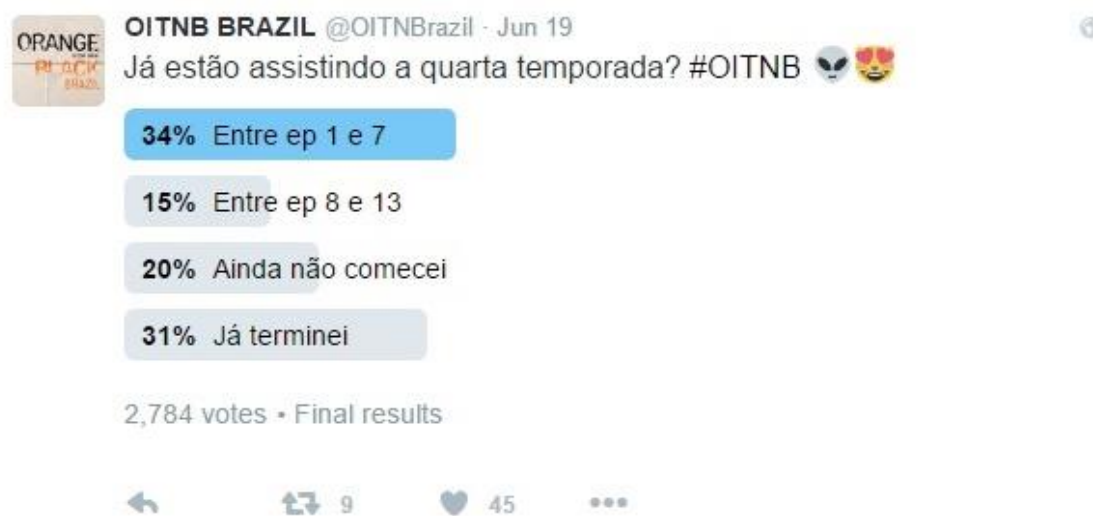 OITNB BRAZIL @OITNBrazil · Jun 19
ORANGE
BLACK
BRAZIL
Já estão assistindo a quarta temporada? #OITNB 👽😻
34% Entre ep 1 e 7
15% Entre ep 8 e 13
20% Ainda não comecei
31% Já terminei
2,784 votes • Final results
9 45